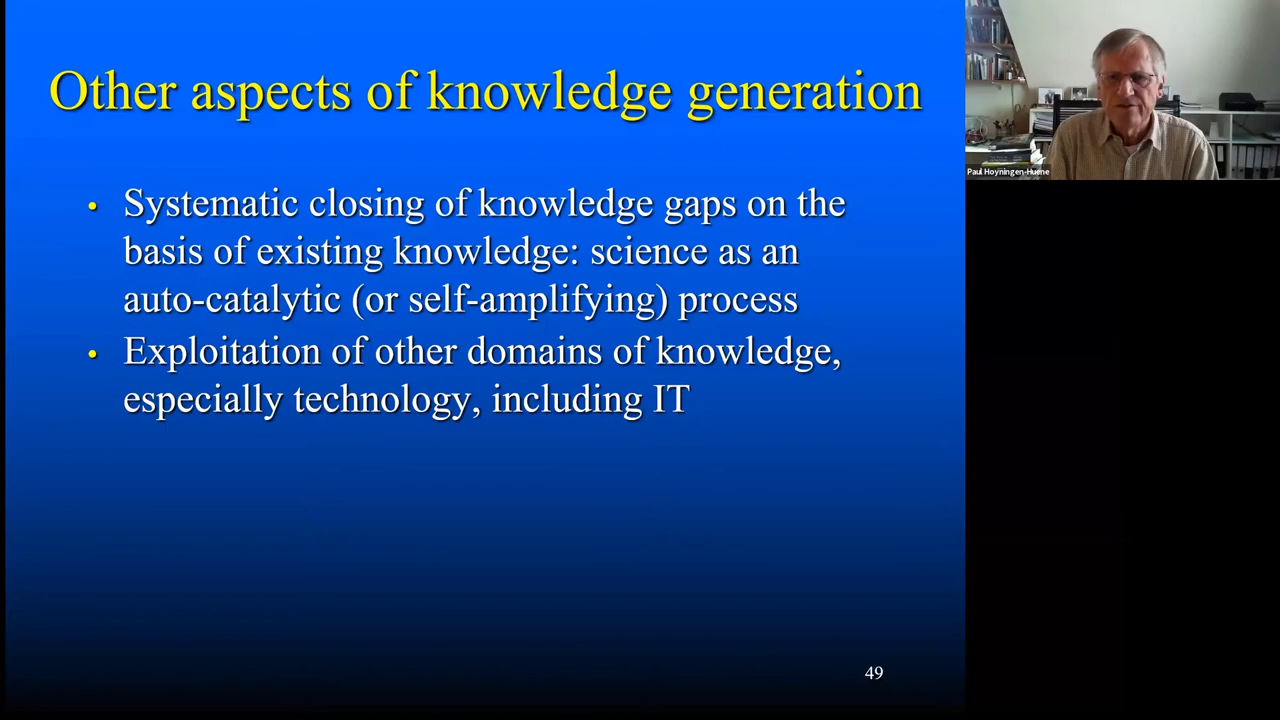 Other aspects of knowledge generation
• Systematic closing of knowledge gaps on the
basis of existing knowledge: science as an
auto-catalytic (or self-amplifying) process
• Exploitation of other domains of knowledge,
especially technology, including IT
49
Paul Hoyningen-Huene